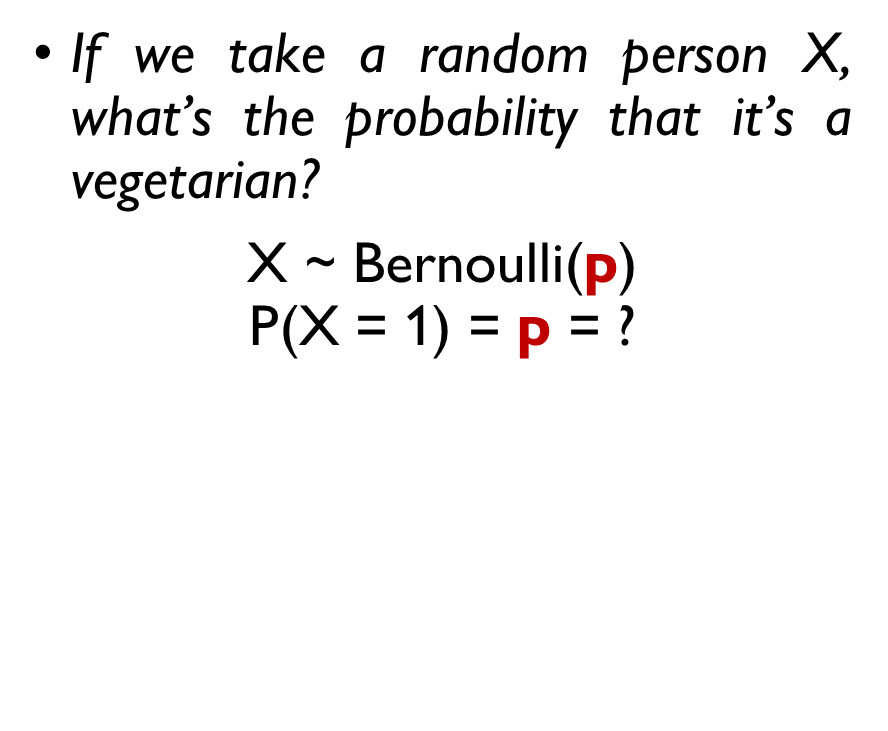 • If we take a random person X,
what’s the probability that it’s a
vegetarian?
X ~ Bernoulli(p)
P(X = 1) = p = ?